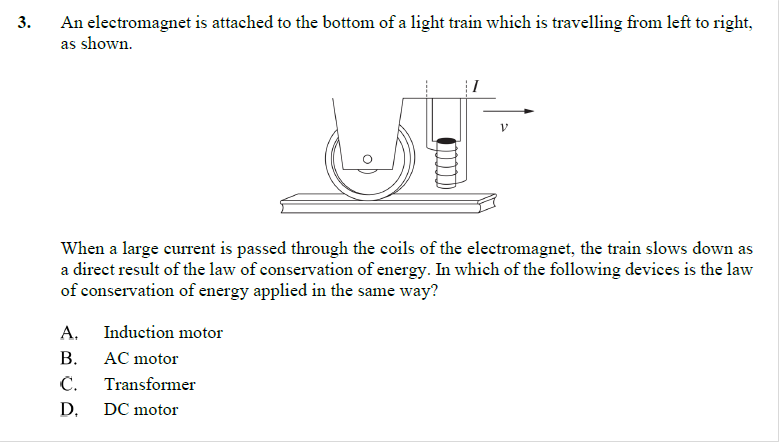 3. An electromagnet is attached to the bottom of a light train which is travelling from left to right,
as shown.
I
v
When a large current is passed through the coils of the electromagnet, the train slows down as
a direct result of the law of conservation of energy. In which of the following devices is the law
of conservation of energy applied in the same way?
A. Induction motor
B. AC motor
C. Transformer
D. DC motor